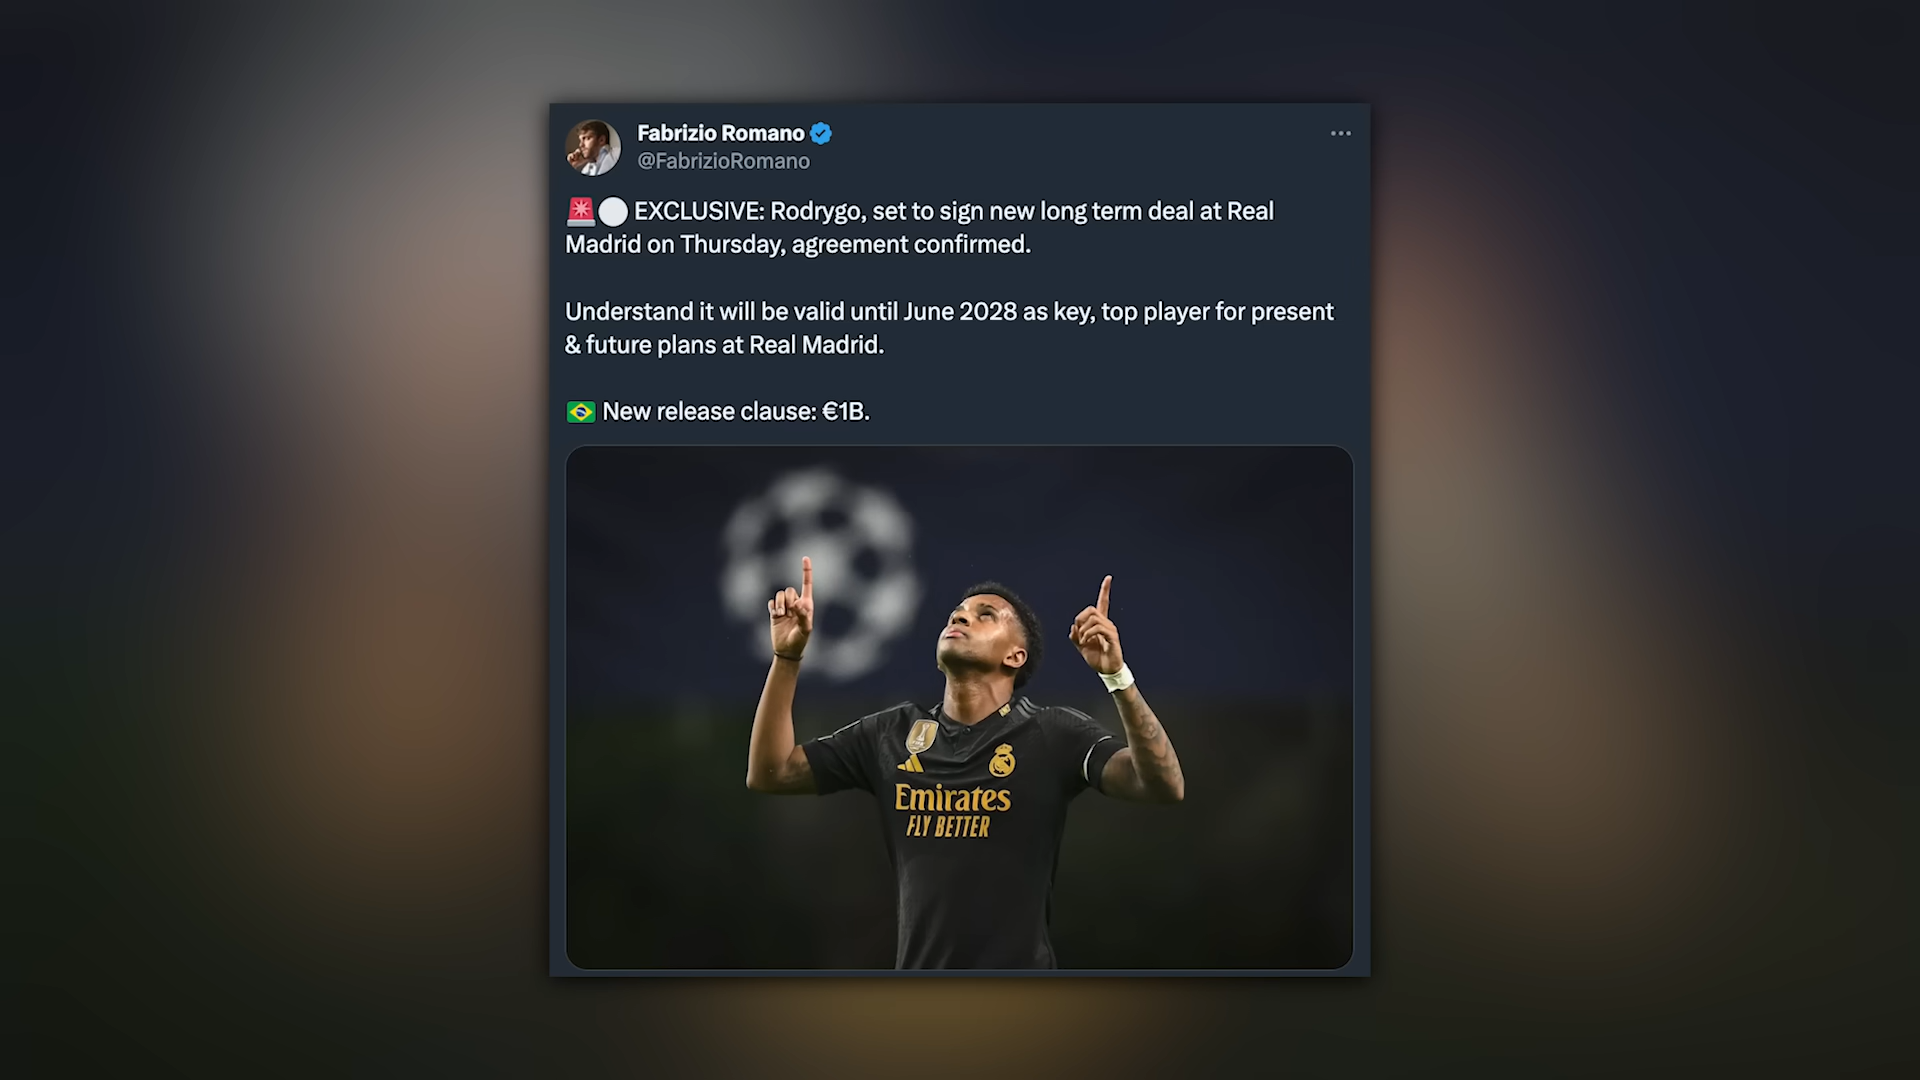 Fabrizio Romano
@FabrizioRomano
🚨⚪️ EXCLUSIVE: Rodrygo, set to sign new long term deal at Real
Madrid on Thursday, agreement confirmed.
Understand it will be valid until June 2028 as key, top player for present
& future plans at Real Madrid.
🇧🇷 New release clause: €1B.
Emirates
FLY BETTER